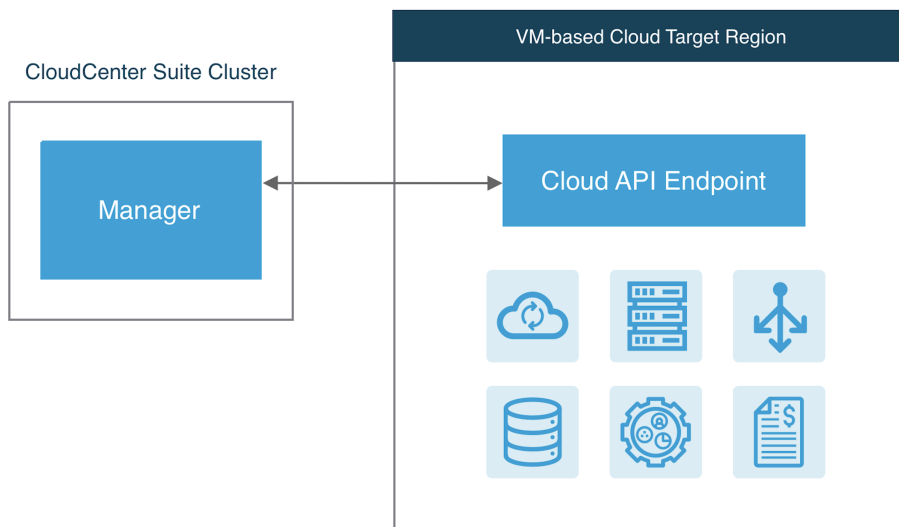 VM-based Cloud Target Region
CloudCenter Suite Cluster
Manager
Cloud API Endpoint
$